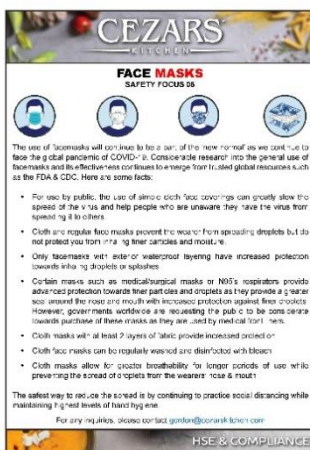 CEZARS
KITCHEN
FACE MASKS
SAFETY FOCUS 06
The use of facemasks will continue to be a part of the 'new normal' as we continue to
face the global pandemic of COVID-19. Considerable research into the general use of
facemasks and its effectiveness continues to emerge from trusted global resources such
as the FDA & CDC. Here are some facts:
• For use by public, the use of simple cloth face coverings can greatly slow the
spread of the virus and help people who are unaware they have the virus from
spreading it to others.
• Cloth and regular face masks prevent the wearer from spreading droplets but do
not protect you from inhaling finer particles and moisture.
• Only facemasks with exterior waterproof layering have increased protection
towards inhaling droplets or splashes
• Certain masks such as medical/surgical masks or N95's respirators provide
advanced protection towards finer particles and droplets as they provide a greater
seal around the nose and mouth with increased protection against finer droplets.
However, governments worldwide are requesting the public to be considerate
towards purchase of these masks as they are used by medical front liners.
• Cloth masks with at least 2 layers of fabric provide increased protection
• Cloth face masks can be regularly washed and disinfected with bleach
• Cloth masks allow for greater breathability for longer periods of use while
preventing the spread of droplets from the wearers' nose & mouth
The safest way to reduce the spread is by continuing to practice social distancing while
maintaining highest levels of hand hygiene
For any inquiries, please contact gordon@cezarskitchen.com
HSE & COMPLIANCE